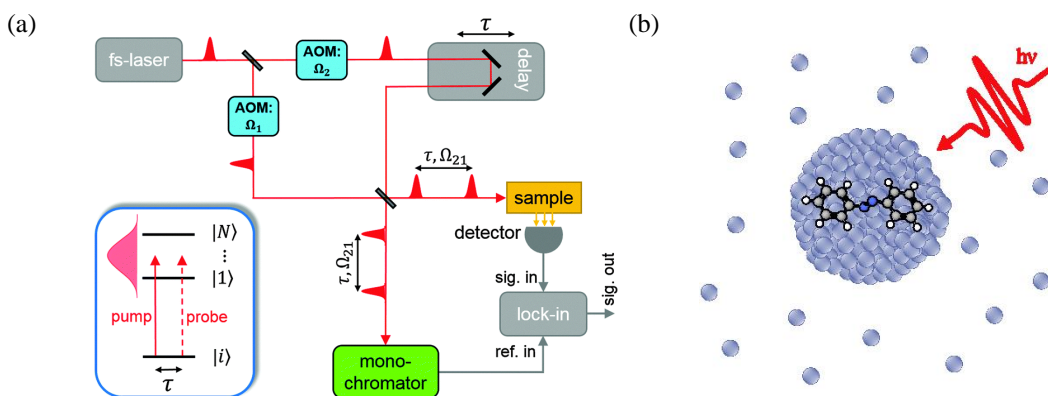 (a)
(b)
fs-laser
AOM:
Ω₂
τ
delay
AOM:
Ω₁
τ, Ω₂₁
sample
detector
τ, Ω₂₁
sig. in
sig. out
lock-in
ref. in
mono-
chromator
|N⟩
⋮
|1⟩
pump
probe
|i⟩
τ
hν